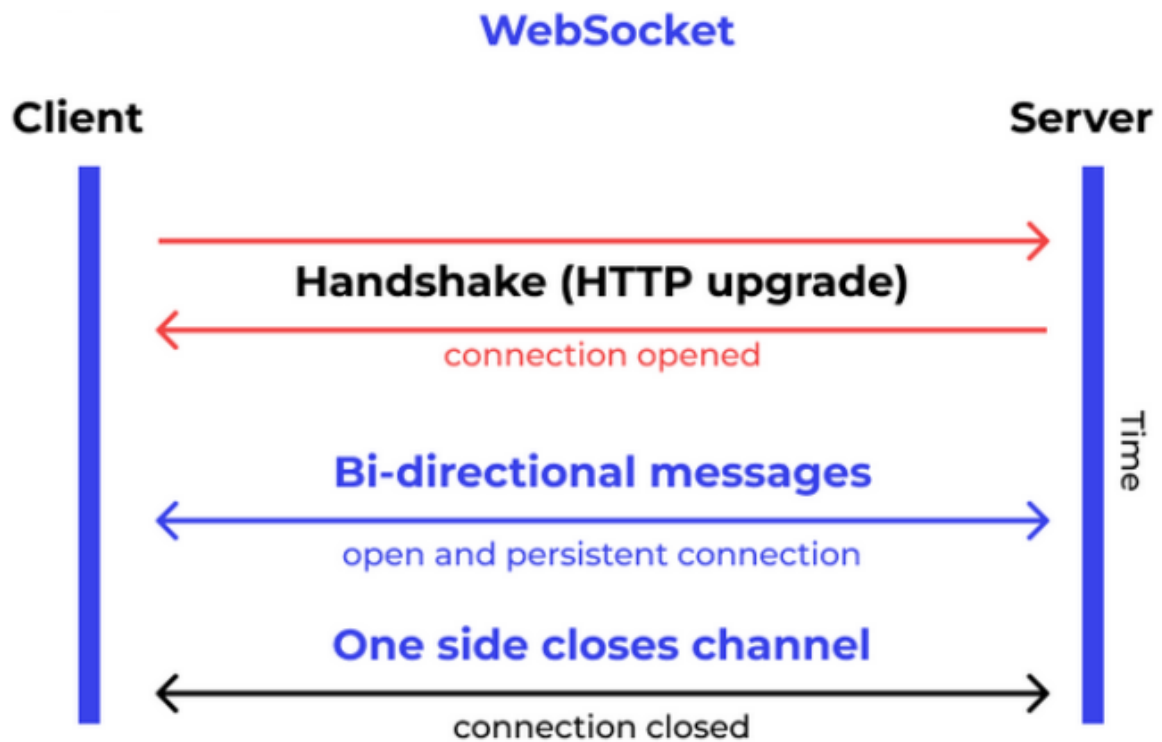 WebSocket
Client
Server
Handshake (HTTP upgrade)
connection opened
Time
Bi-directional messages
open and persistent connection
One side closes channel
connection closed